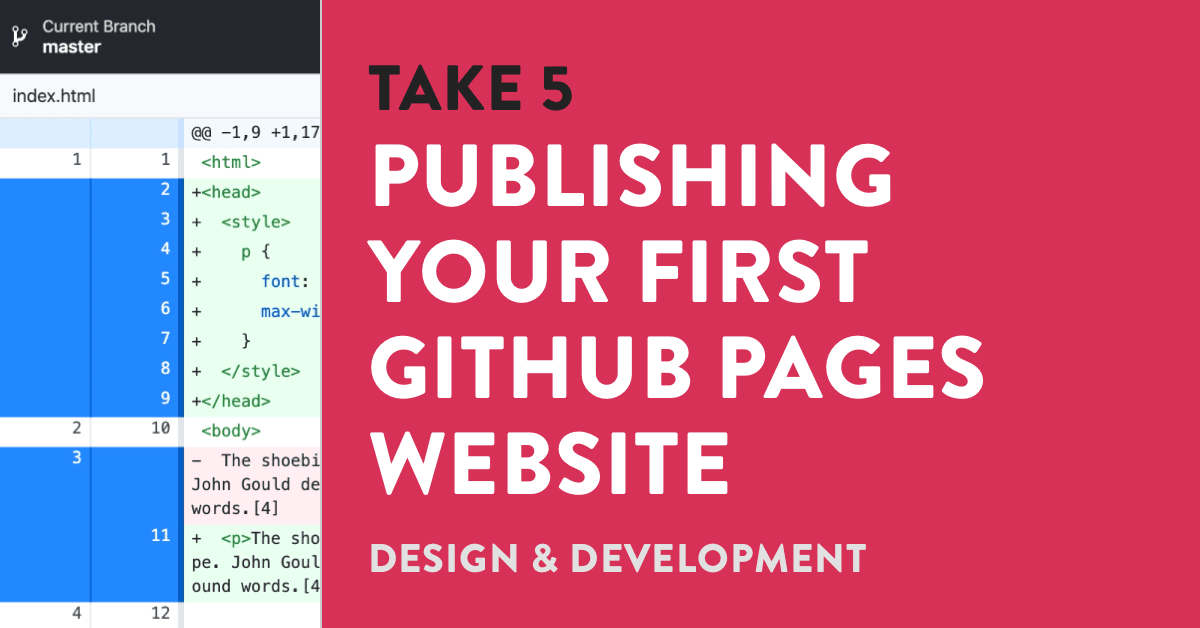 Current Branch
master
index.html
@@ -1,9 +1,17
1 1 <html>
2 +<head>
3 + <style>
4 + p {
5 + font:
6 + max-wi
7 + }
8 + </style>
9 +</head>
2 10 <body>
3 - The shoebi
John Gould de
words.[4]
11 + <p>The sho
pe. John Goul
ound words.[4
4 12
TAKE 5
PUBLISHING
YOUR FIRST
GITHUB PAGES
WEBSITE
DESIGN & DEVELOPMENT